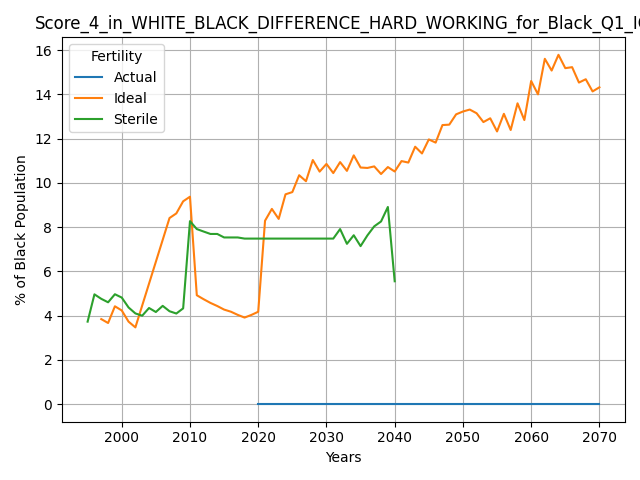 Score_4_in_WHITE_BLACK_DIFFERENCE_HARD_WORKING_for_Black_Q1_I
Fertility
Actual
Ideal
Sterile
% of Black Population
16
14
12
10
8
6
4
2
0
2000 2010 2020 2030 2040 2050 2060 2070
Years